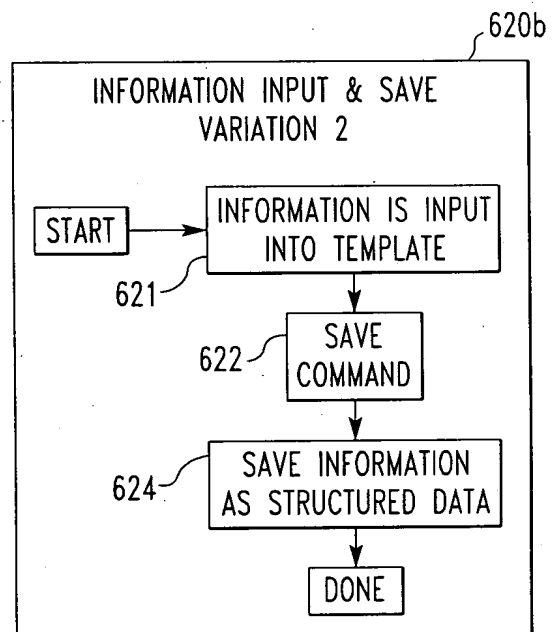 620b
INFORMATION INPUT & SAVE
VARIATION 2
START
INFORMATION IS INPUT
INTO TEMPLATE
621
SAVE
COMMAND
622
SAVE INFORMATION
AS STRUCTURED DATA
624
DONE